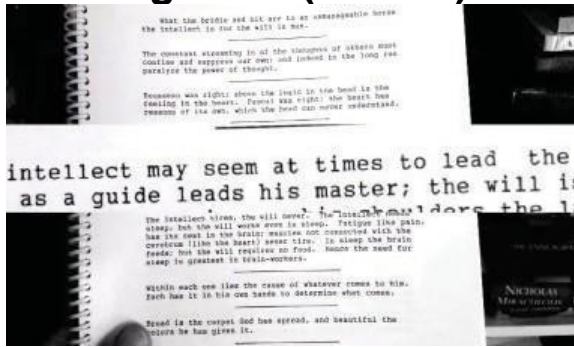 What the bridle and bit are to an unmanageable horse
the intellect is for the will in man.
The constant streaming in of the thoughts of others must
confine and suppress our own; and indeed in the long run
paralyze the power of thought.
Rousseau was right: above the logic in the head is the
feeling in the heart. Pascal was right: the heart has
reasons of its own, which the head can never understand.
intellect may seem at times to lead the
as a guide leads his master; the will is
shoulders the
The intellect tires, the will never. The intellect needs
sleep, but the will works even in sleep. Fatigue like pain,
has its seat in the brain; muscles not connected with the
cerebrum (like the heart) never tire. In sleep the brain
feeds; but the will requires no food. Hence the need for
sleep is greatest in brain-workers.
Within each one lies the cause of whatever comes to him.
Each has it in his own hands to determine what comes.
Broad is the carpet God has spread, and beautiful the
colors he has given it.
NICHOLAS